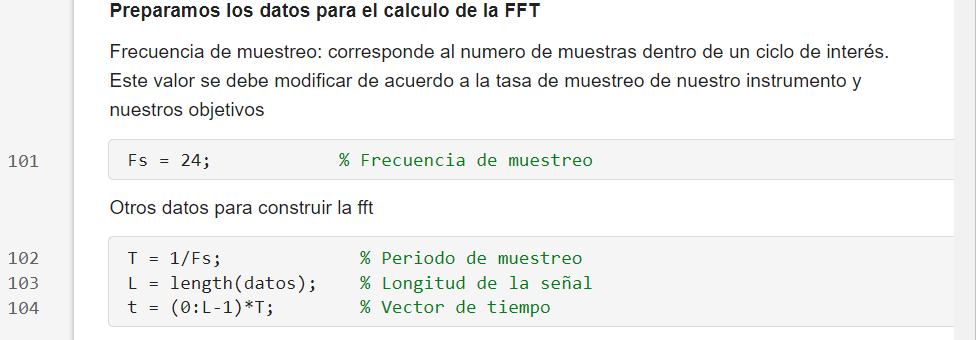 Preparamos los datos para el calculo de la FFT
Frecuencia de muestreo: corresponde al numero de muestras dentro de un ciclo de interés.
Este valor se debe modificar de acuerdo a la tasa de muestreo de nuestro instrumento y
nuestros objetivos
101 Fs = 24; % Frecuencia de muestreo
Otros datos para construir la fft
102 T = 1/Fs; % Periodo de muestreo
103 L = length(datos); % Longitud de la señal
104 t = (0:L-1)*T; % Vector de tiempo